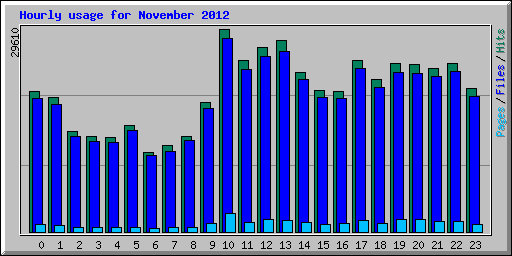 Hourly usage for November 2012
29610
Pages/Files/Hits
0 1 2 3 4 5 6 7 8 9 10 11 12 13 14 15 16 17 18 19 20 21 22 23